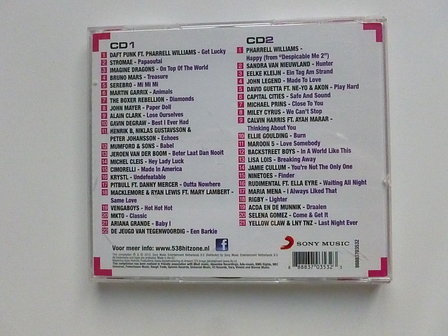 CD1
1 DAFT PUNK FT. PHARRELL WILLIAMS - Get Lucky
2 STROMAE - Papaoutai
3 IMAGINE DRAGONS - On Top Of The World
4 BRUNO MARS - Treasure
5 SEREBRO - Mi Mi Mi
6 MARTIN GARRIX - Animals
7 THE BOXER REBELLION - Diamonds
8 JOHN MAYER - Paper Doll
9 ALAIN CLARK - Lose Ourselves
10 GAVIN DEGRAW - Best I Ever Had
11 HENRIK B, NIKLAS GUSTAVSSON &
PETER JOHANSSON - Echoes
12 MUMFORD & SONS - Babel
13 JEROEN VAN DER BOOM - Beter Laat Dan Nooit
14 MICHEL CLEIS - Hey Lady Luck
15 CIMORELLI - Made in America
16 KRYSTL - Undefeatable
17 PITBULL FT. DANNY MERCER - Outta Nowhere
18 MACKLEMORE & RYAN LEWIS FT. MARY LAMBERT -
Same Love
19 VENGABOYS - Hot Hot Hot
20 MKTO - Classic
21 ARIANA GRANDE - Baby I
22 DE JEUGD VAN TEGENWOORDIG - Een Barkie
CD2
1 PHARRELL WILLIAMS -
Happy (from "Despicable Me 2")
2 SANDRA VAN NIEUWLAND - Hunter
3 EELKE KLEIJN - Ein Tag Am Strand
4 JOHN LEGEND - Made To Love
5 DAVID GUETTA FT. NE-YO & AKON - Play Hard
6 CAPITAL CITIES - Safe And Sound
7 MICHAEL PRINS - Close To You
8 MILEY CYRUS - We Can't Stop
9 CALVIN HARRIS FT. AYAH MARAR -
Thinking About You
10 ELLIE GOULDING - Burn
11 MAROON 5 - Love Somebody
12 BACKSTREET BOYS - In A World Like This
13 LISA LOIS - Breaking Away
14 JAMIE CULLUM - You're Not The Only One
15 NINETOES - Finder
16 RUDIMENTAL FT. ELLA EYRE - Waiting All Night
17 MARIA MENA - I Always Liked That
18 RIGBY - Lighter
19 ACDA EN DE MUNNIK - Draaien
20 SELENA GOMEZ - Come & Get It
21 YELLOW CLAW & LNY TNZ - Last Night Ever
Voor meer info: www.538hitzone.nl
f
SONY MUSIC
8 88837 03532 1
88883703532